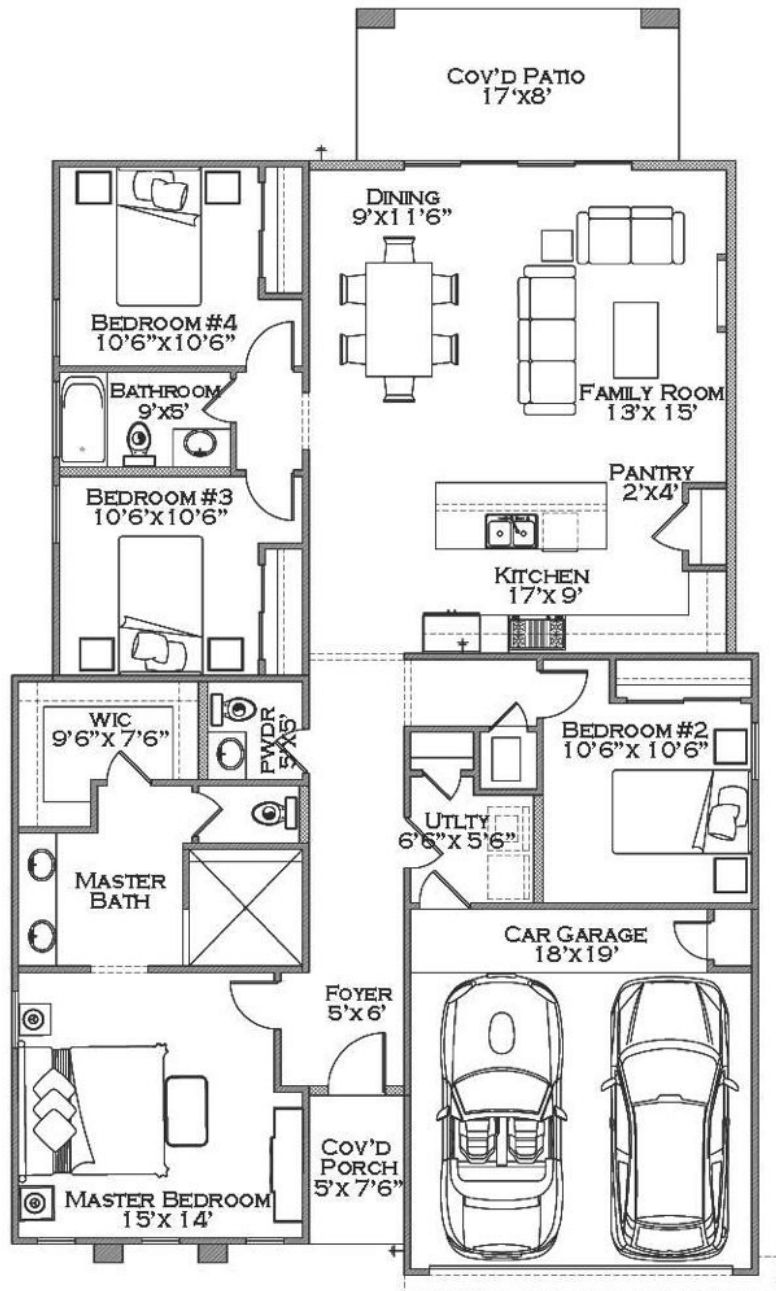 COV'D PATIO
17'X8'
DINING
9'X11'6"
BEDROOM #4
10'6"X10'6"
BATHROOM
9'X5'
FAMILY ROOM
13'X 15'
BEDROOM #3
10'6'X10'6"
PANTRY
2'X4'
KITCHEN
17'X 9'
WIC
9'6"X 7'6"
PWDR
5'X5'
BEDROOM #2
10'6"X 10'6"
UTLTY
6'6"X 5'6"
MASTER
BATH
CAR GARAGE
18'X19'
FOYER
5'X 6'
COV'D
PORCH
5'X 7'6"
MASTER BEDROOM
15'X 14'